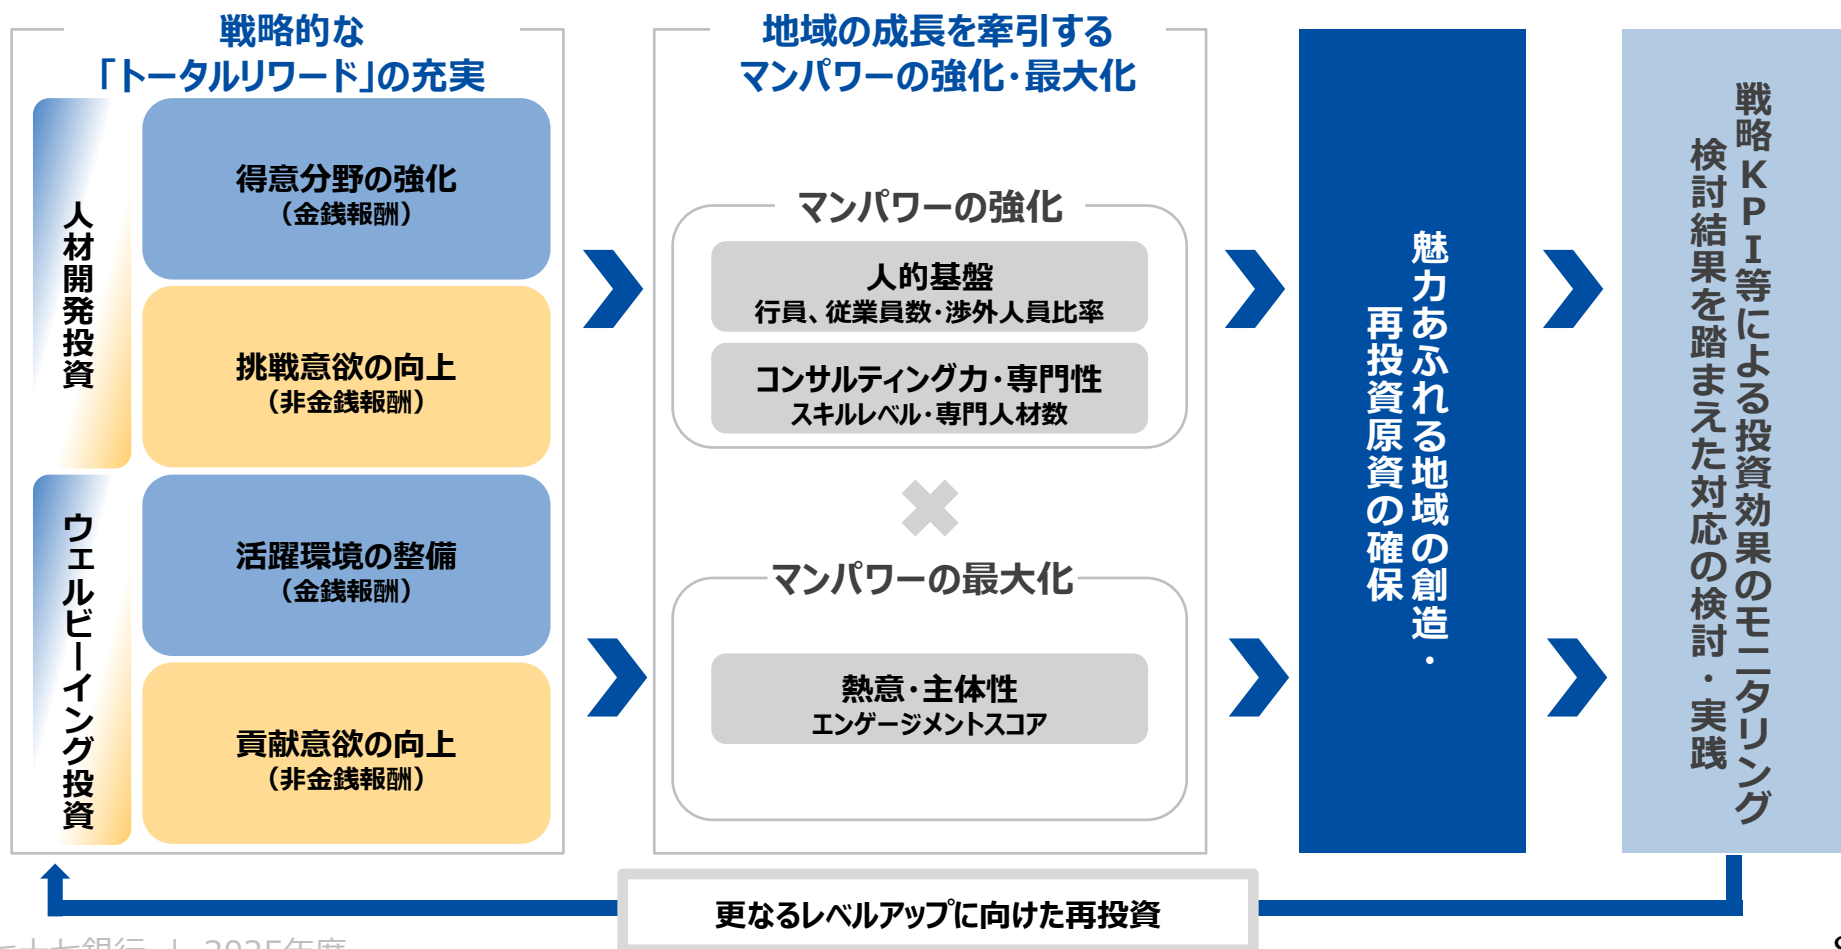 戦略的な
「トータルリワード」の充実
人材開発投資
得意分野の強化
（金銭報酬）
挑戦意欲の向上
（非金銭報酬）
ウェルビーイング投資
活躍環境の整備
（金銭報酬）
貢献意欲の向上
（非金銭報酬）
地域の成長を牽引する
マンパワーの強化・最大化
マンパワーの強化
人的基盤
行員、従業員数・渉外人員比率
コンサルティング力・専門性
スキルレベル・専門人材数
マンパワーの最大化
熱意・主体性
エンゲージメントスコア
魅力あふれる地域の創造・
再投資原資の確保
戦略KPI等による投資効果のモニタリング
検討結果を踏まえた対応の検討・実践
更なるレベルアップに向けた再投資
七十七銀行 | 2025年度